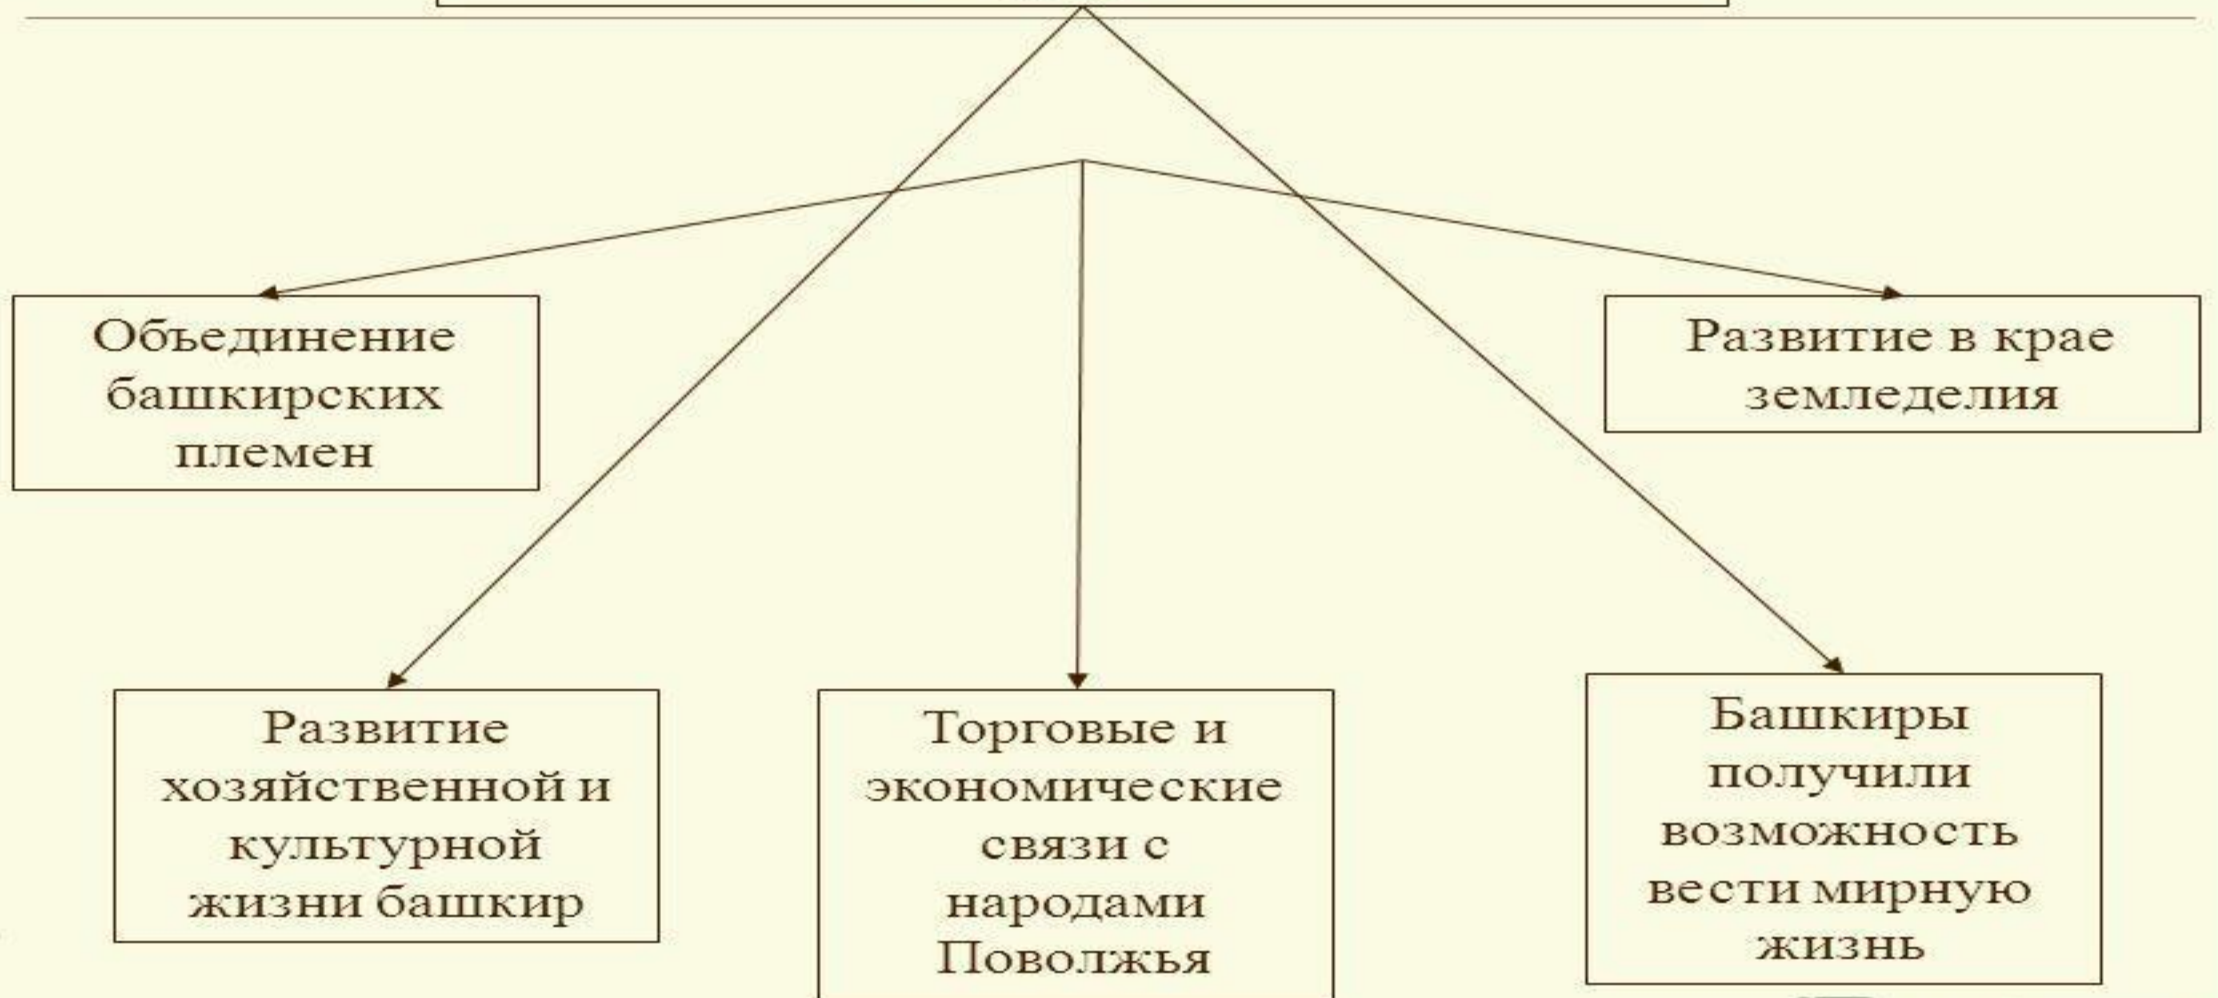 Объединение
башкирских
племен
Развитие в крае
земледелия
Развитие
хозяйственной и
культурной
жизни башкир
Торговые и
экономические
связи с
народами
Поволжья
Башкиры
получили
возможность
вести мирную
жизнь